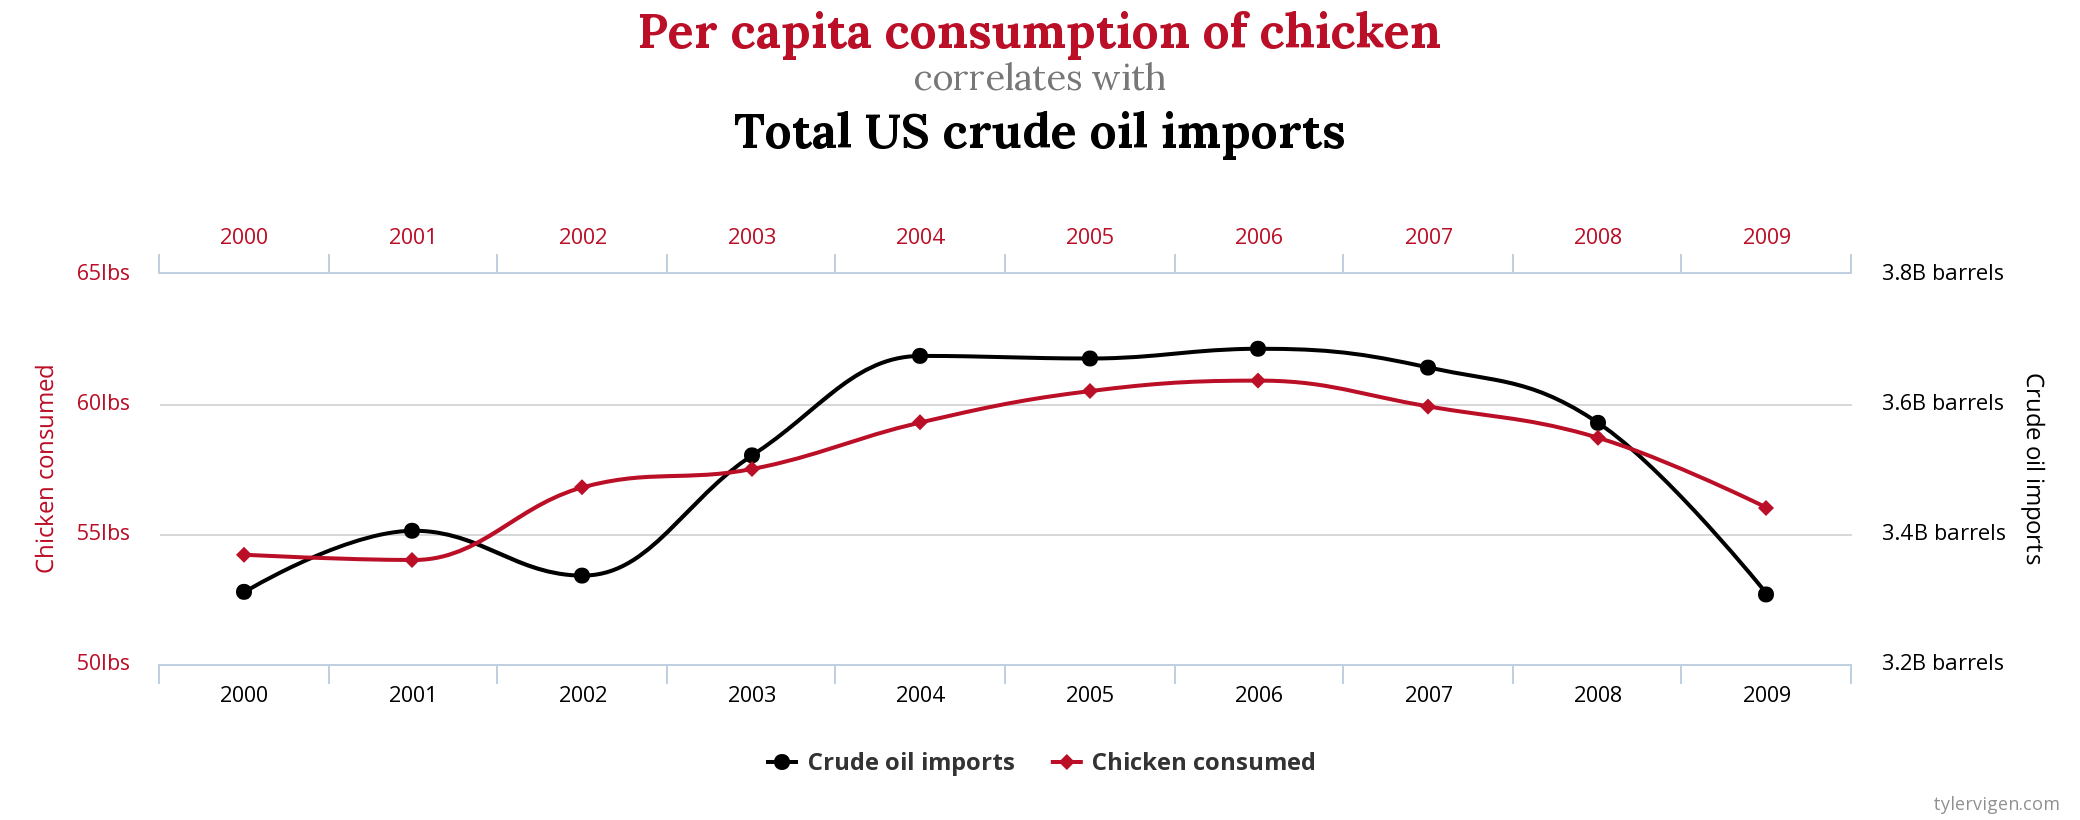 Per capita consumption of chicken
correlates with
Total US crude oil imports
2000 2001 2002 2003 2004 2005 2006 2007 2008 2009
65lbs 3.8B barrels
60lbs 3.6B barrels
55lbs 3.4B barrels
50lbs 3.2B barrels
Chicken consumed
Crude oil imports
2000 2001 2002 2003 2004 2005 2006 2007 2008 2009
Crude oil imports Chicken consumed
tylervigen.com